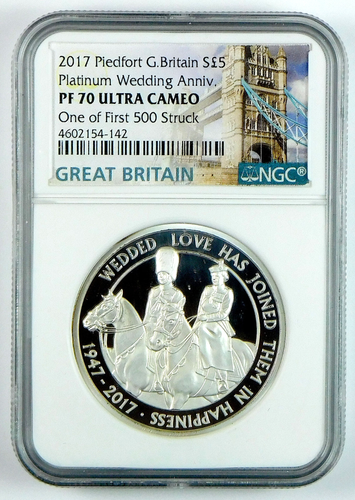 2017 Piedfort G.Britain S£5
Platinum Wedding Anniv.
PF 70 ULTRA CAMEO
One of First 500 Struck
4602154-142
GREAT BRITAIN
NGC®
WEDDED LOVE HAS JOINED THEM IN HAPPINESS ·
1947-2017 ·